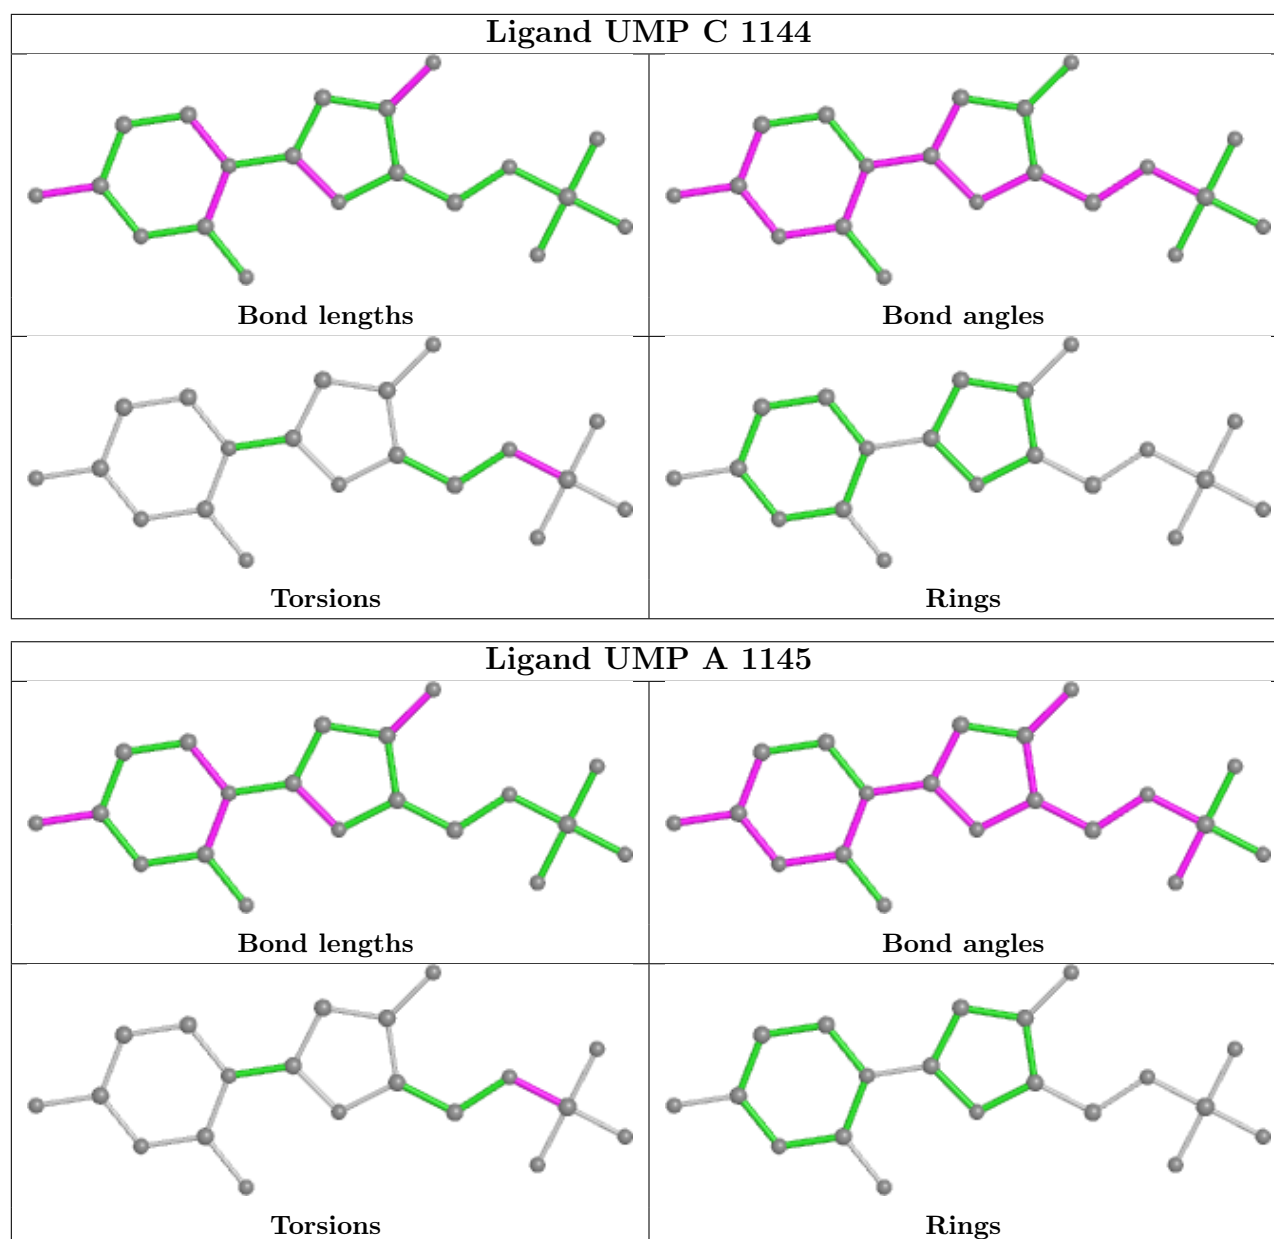 Ligand UMP C 1144
Bond lengths
Bond angles
Torsions
Rings
Ligand UMP A 1145
Bond lengths
Bond angles
Torsions
Rings